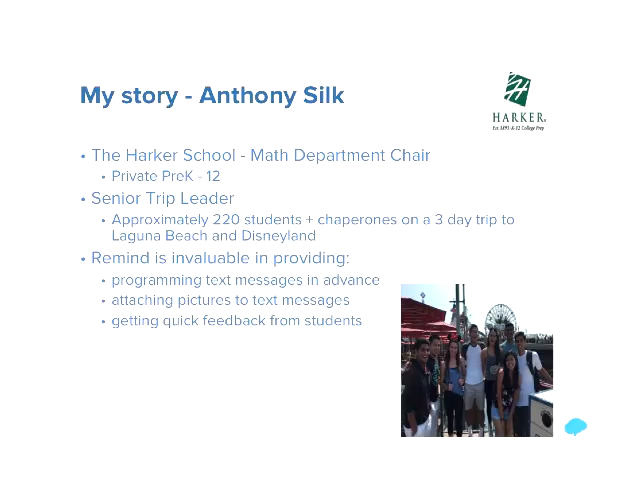 My story - Anthony Silk
HARKER®
Est. 1893 · K-12 College Prep
• The Harker School - Math Department Chair
• Private PreK - 12
• Senior Trip Leader
• Approximately 220 students + chaperones on a 3 day trip to
Laguna Beach and Disneyland
• Remind is invaluable in providing:
• programming text messages in advance
• attaching pictures to text messages
• getting quick feedback from students